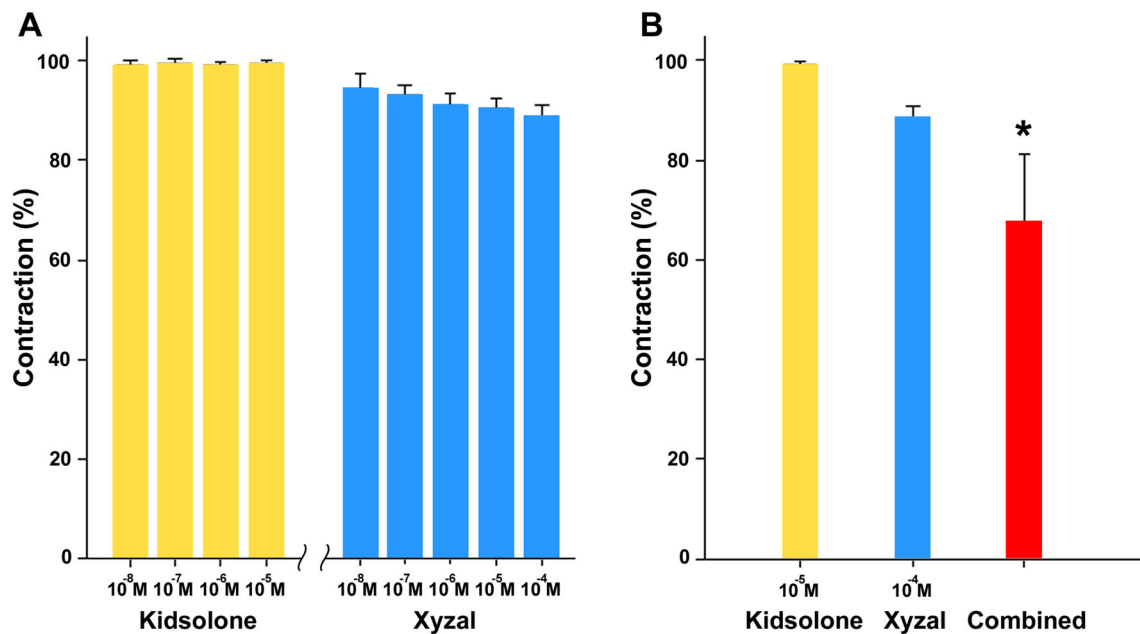 A
B
Contraction (%)
100
80
60
40
20
0
10⁻⁸ M 10⁻⁷ M 10⁻⁶ M 10⁻⁵ M
Kidsolone
10⁻⁸ M 10⁻⁷ M 10⁻⁶ M 10⁻⁵ M 10⁻⁴ M
Xyzal
Contraction (%)
100
80
60
40
20
0
*
10⁻⁵ M 10⁻⁴ M
Kidsolone Xyzal Combined